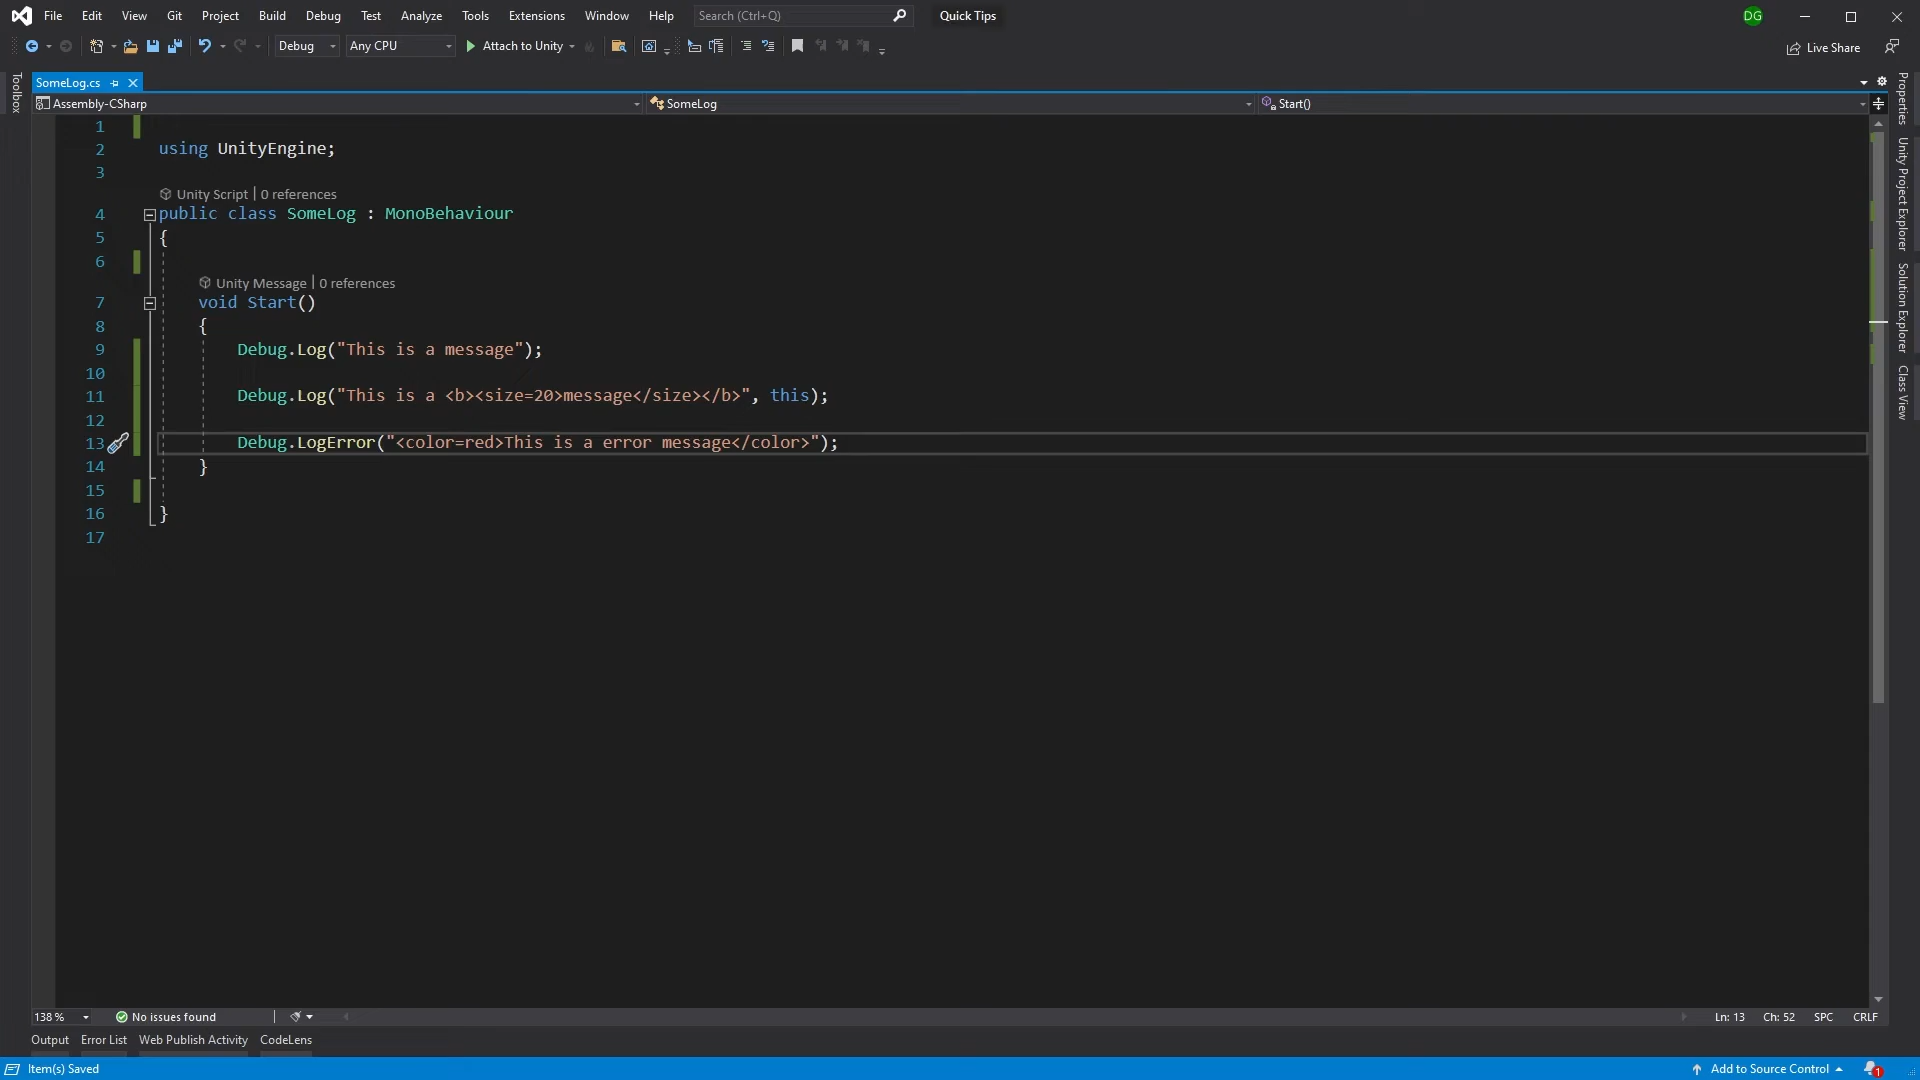 File Edit View Git Project Build Debug Test Analyze Tools Extensions Window Help Search (Ctrl+Q) Quick Tips DG
Debug Any CPU Attach to Unity Live Share
Toolbox
SomeLog.cs
Assembly-CSharp SomeLog Start()
1
2 using UnityEngine;
3
Unity Script | 0 references
4 public class SomeLog : MonoBehaviour
5 {
6
Unity Message | 0 references
7 void Start()
8 {
9 Debug.Log("This is a message");
10
11 Debug.Log("This is a <b><size=20>message</size></b>", this);
12
13 Debug.LogError("<color=red>This is a error message</color>");
14 }
15
16 }
17
Properties
Unity Project Explorer
Solution Explorer
Class View
138 % No issues found Ln: 13 Ch: 52 SPC CRLF
Output Error List Web Publish Activity CodeLens
Item(s) Saved Add to Source Control 1